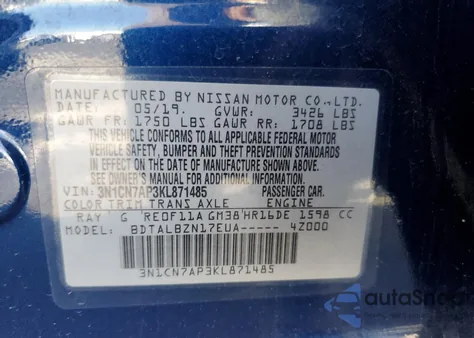 MANUFACTURED BY NISSAN MOTOR CO., LTD.
DATE: 05/19. GVWR: 3426 LBS
GAWR FR: 1750 LBS GAWR RR: 1708 LBS
THIS VEHICLE CONFORMS TO ALL APPLICABLE FEDERAL MOTOR
VEHICLE SAFETY, BUMPER, AND THEFT PREVENTION
STANDARDS IN EFFECT ON THE DATE OF MANUFACTURE SHOWN ABOVE.
SEE OWNER'S MANUAL FOR ADDITIONAL INFORMATION.
VIN: 3N1CN7AP3KL871485 PASSENGER CAR
COLOR TRIM TRANS AXLE ENGINE
RAY G RE0F11A GM38 HR16DE 1598 CC
MODEL: BDTALBZN17EUA----- 4Z000
3N1CN7AP3KL871485